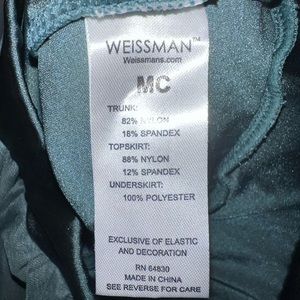 WEISSMAN™
Weissmans.com
MC
TRUNK:
82% NYLON
18% SPANDEX
TOPSKIRT:
88% NYLON
12% SPANDEX
UNDERSKIRT:
100% POLYESTER
EXCLUSIVE OF ELASTIC
AND DECORATION
RN 64830
MADE IN CHINA
SEE REVERSE FOR CARE